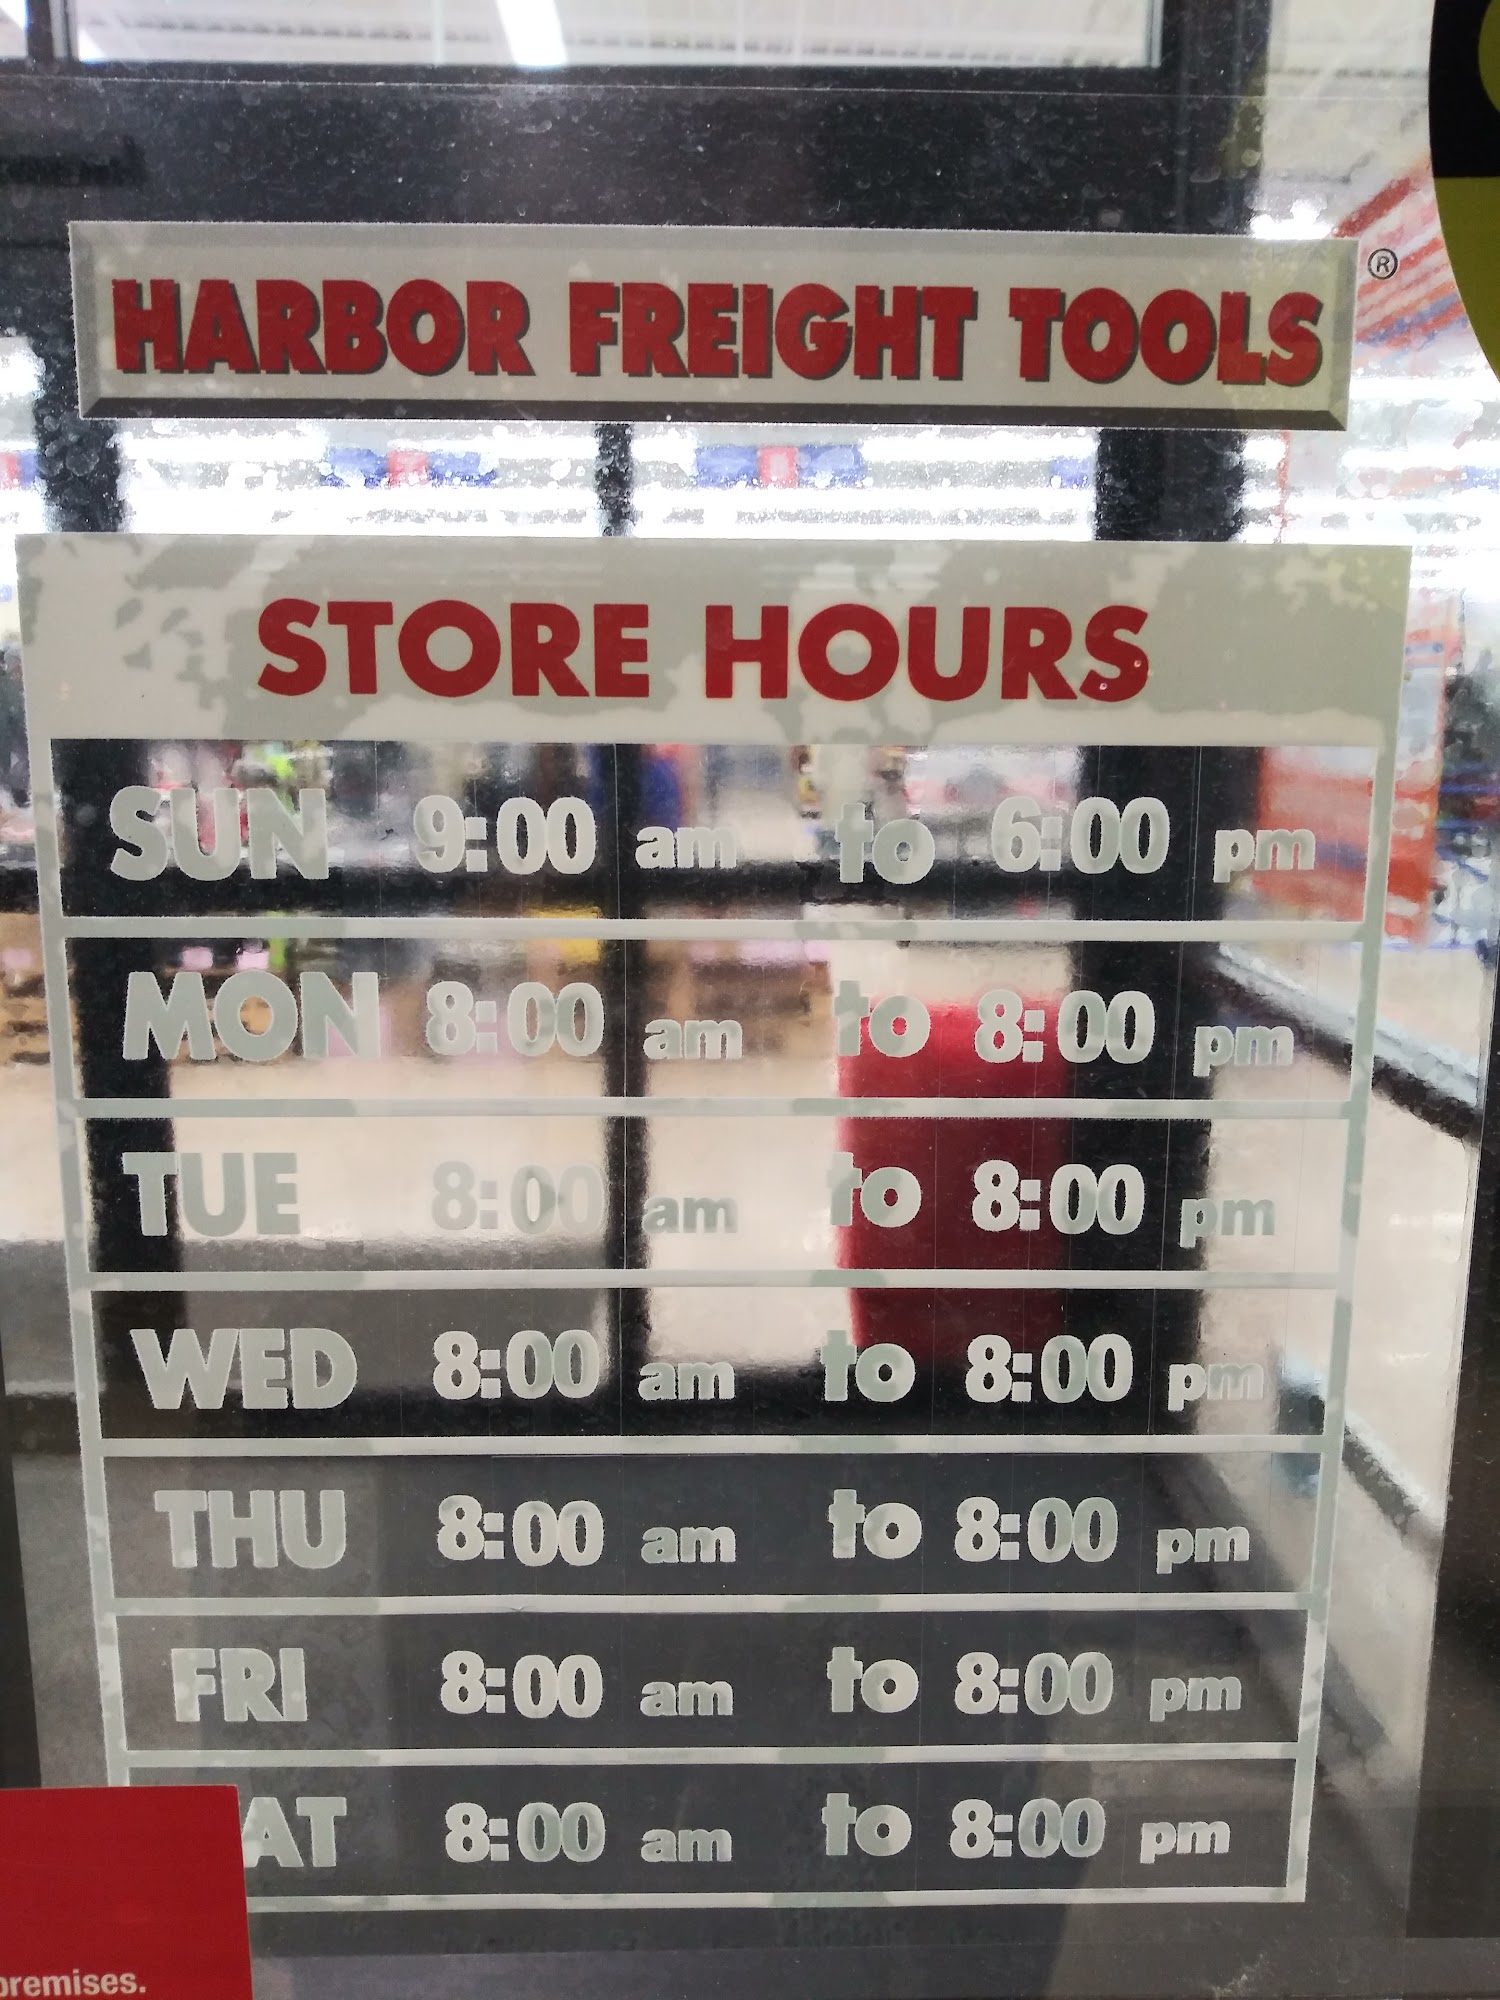 HARBOR FREIGHT TOOLS®
STORE HOURS
SUN 9:00 am to 6:00 pm
MON 8:00 am to 8:00 pm
TUE 8:00 am to 8:00 pm
WED 8:00 am to 8:00 pm
THU 8:00 am to 8:00 pm
FRI 8:00 am to 8:00 pm
AT 8:00 am to 8:00 pm
premises.